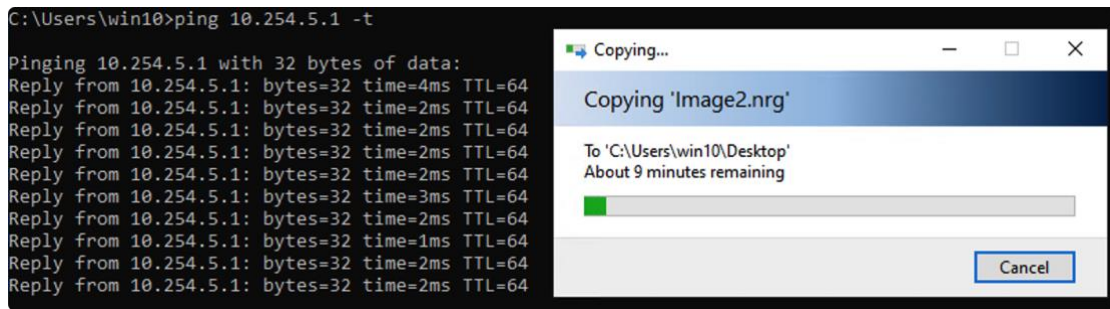 C:\Users\win10>ping 10.254.5.1 -t
Pinging 10.254.5.1 with 32 bytes of data:
Reply from 10.254.5.1: bytes=32 time=4ms TTL=64
Reply from 10.254.5.1: bytes=32 time=2ms TTL=64
Reply from 10.254.5.1: bytes=32 time=2ms TTL=64
Reply from 10.254.5.1: bytes=32 time=2ms TTL=64
Reply from 10.254.5.1: bytes=32 time=2ms TTL=64
Reply from 10.254.5.1: bytes=32 time=3ms TTL=64
Reply from 10.254.5.1: bytes=32 time=2ms TTL=64
Reply from 10.254.5.1: bytes=32 time=1ms TTL=64
Reply from 10.254.5.1: bytes=32 time=2ms TTL=64
Reply from 10.254.5.1: bytes=32 time=2ms TTL=64
Copying...
Copying 'Image2.nrg'
To 'C:\Users\win10\Desktop'
About 9 minutes remaining
Cancel